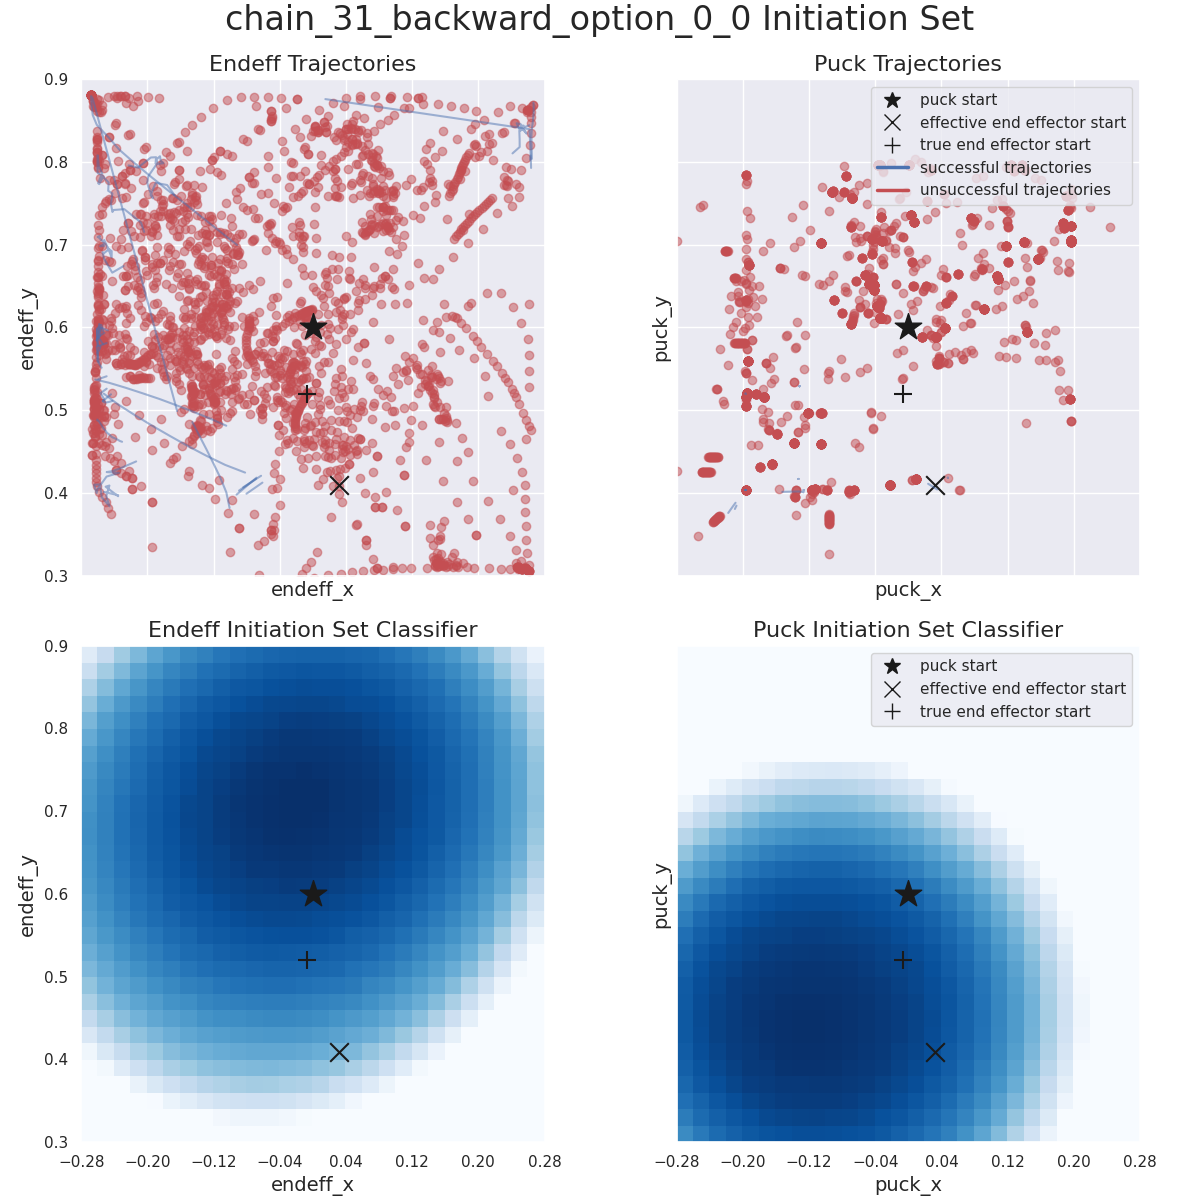 chain_31_backward_option_0_0 Initiation Set
Endeff Trajectories
Puck Trajectories
0.9
0.8
0.7
0.6
0.5
0.4
0.3
endeff_y
endeff_x
puck start
effective end effector start
true end effector start
successful trajectories
unsuccessful trajectories
puck_y
puck_x
Endeff Initiation Set Classifier
Puck Initiation Set Classifier
0.9
0.8
0.7
0.6
0.5
0.4
0.3
endeff_y
−0.28 −0.20 −0.12 −0.04 0.04 0.12 0.20 0.28
endeff_x
puck start
effective end effector start
true end effector start
puck_y
−0.28 −0.20 −0.12 −0.04 0.04 0.12 0.20 0.28
puck_x